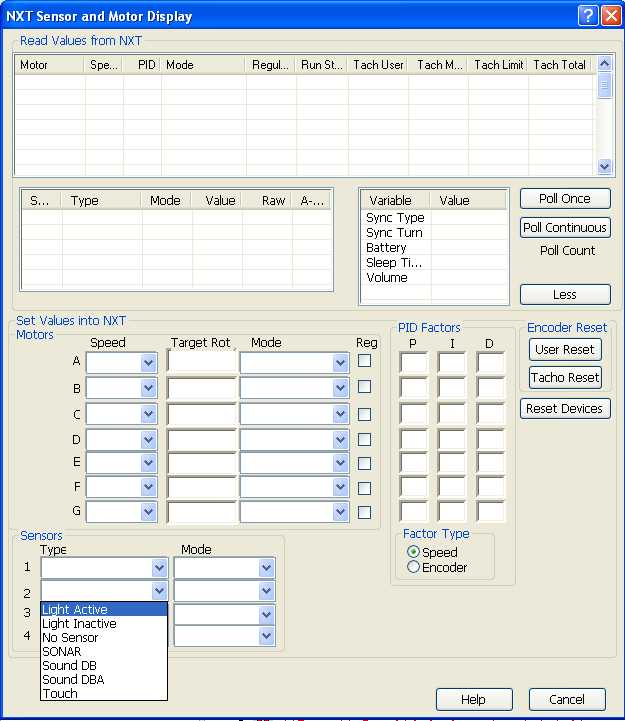 NXT Sensor and Motor Display
Read Values from NXT
Motor Spe... PID Mode Regul... Run St... Tach User Tach M... Tach Limit Tach Total
S... Type Mode Value Raw A-...
Variable Value
Sync Type
Sync Turn
Battery
Sleep Ti...
Volume
Poll Once
Poll Continuous
Poll Count
Less
Set Values into NXT
Motors
Speed Target Rot Mode Reg
A
B
C
D
E
F
G
PID Factors
P I D
Factor Type
Speed
Encoder
Encoder Reset
User Reset
Tacho Reset
Reset Devices
Sensors
Type Mode
1
2
3
4
Light Active
Light Inactive
No Sensor
SONAR
Sound DB
Sound DBA
Touch
Help Cancel